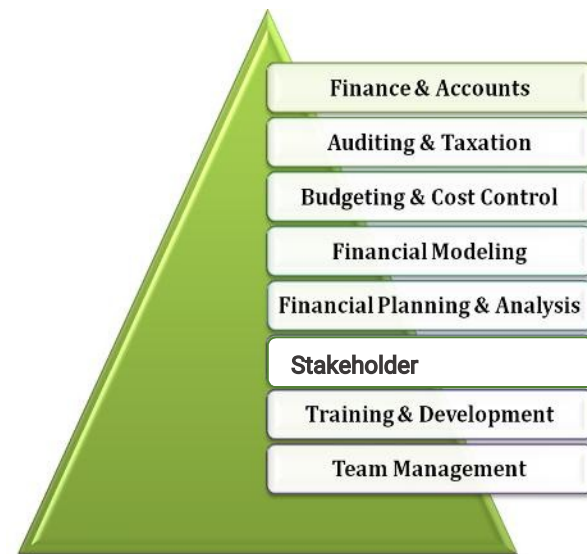 Finance & Accounts
Auditing & Taxation
Budgeting & Cost Control
Financial Modeling
Financial Planning & Analysis
Stakeholder
Training & Development
Team Management